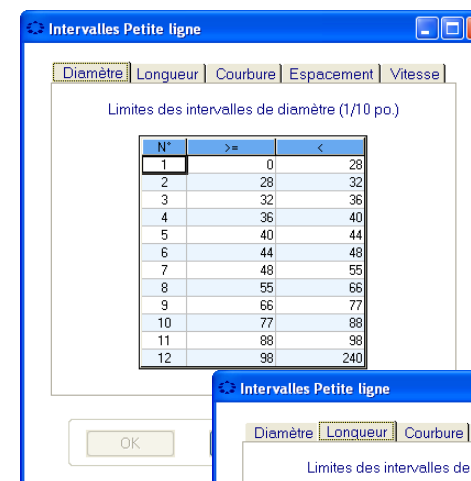 Intervalles Petite ligne
Diamètre Longueur Courbure Espacement Vitesse
Limites des intervalles de diamètre (1/10 po.)
N° >= <
1 0 28
2 28 32
3 32 36
4 36 40
5 40 44
6 44 48
7 48 55
8 55 66
9 66 77
10 77 88
11 88 98
12 98 240
OK
Intervalles Petite ligne
Diamètre Longueur Courbure
Limites des intervalles de